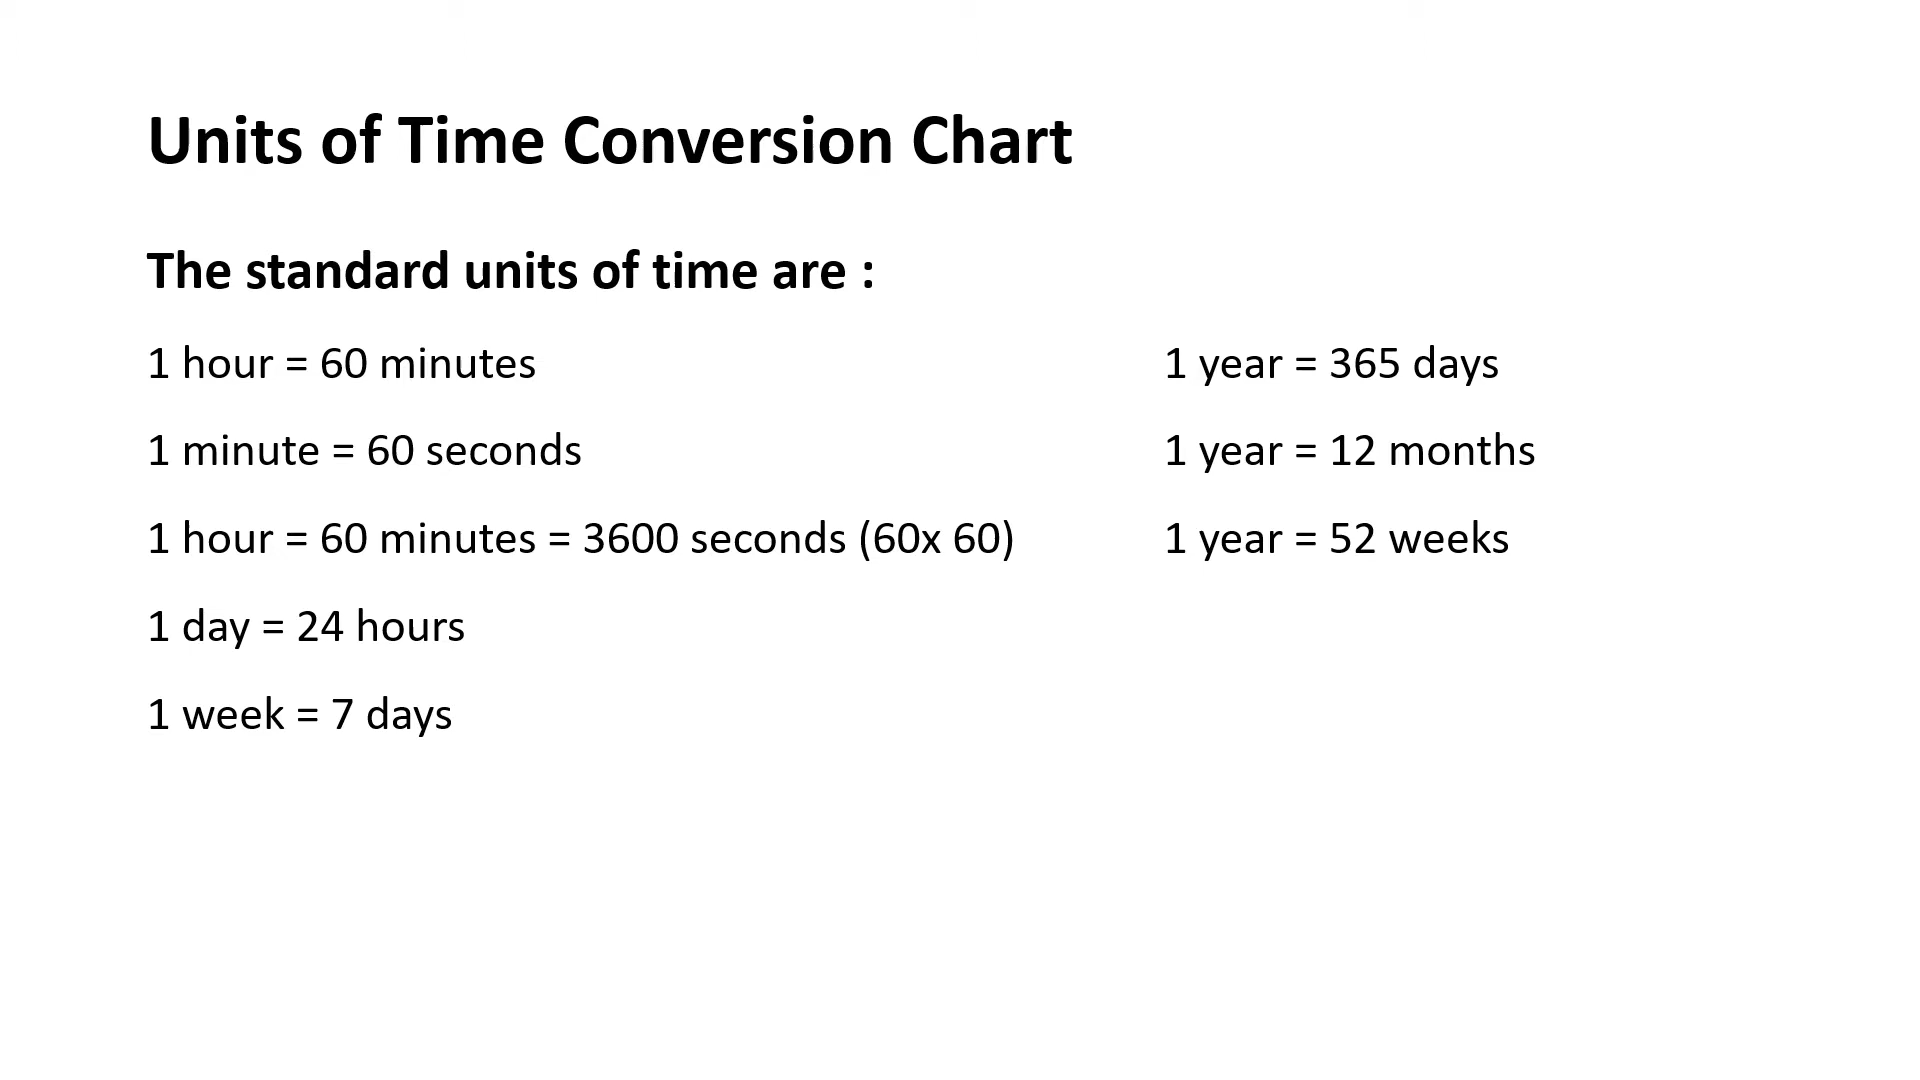 Units of Time Conversion Chart
The standard units of time are :
1 hour = 60 minutes
1 minute = 60 seconds
1 hour = 60 minutes = 3600 seconds (60x 60)
1 day = 24 hours
1 week = 7 days
1 year = 365 days
1 year = 12 months
1 year = 52 weeks